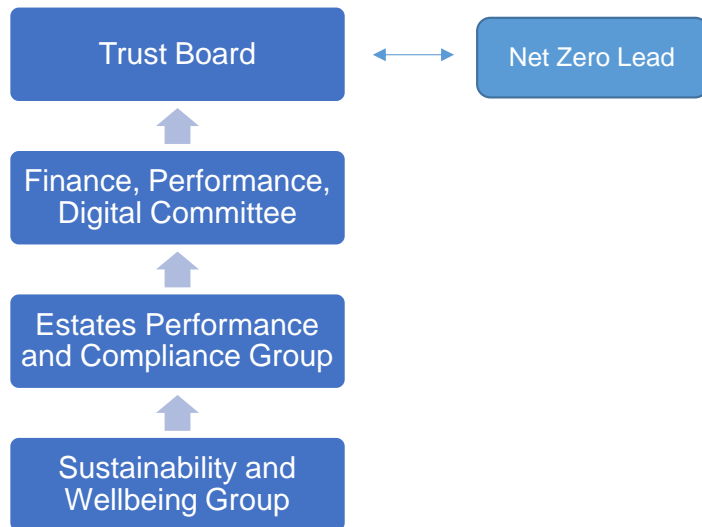 Trust Board
Net Zero Lead
Finance, Performance,
Digital Committee
Estates Performance
and Compliance Group
Sustainability and
Wellbeing Group